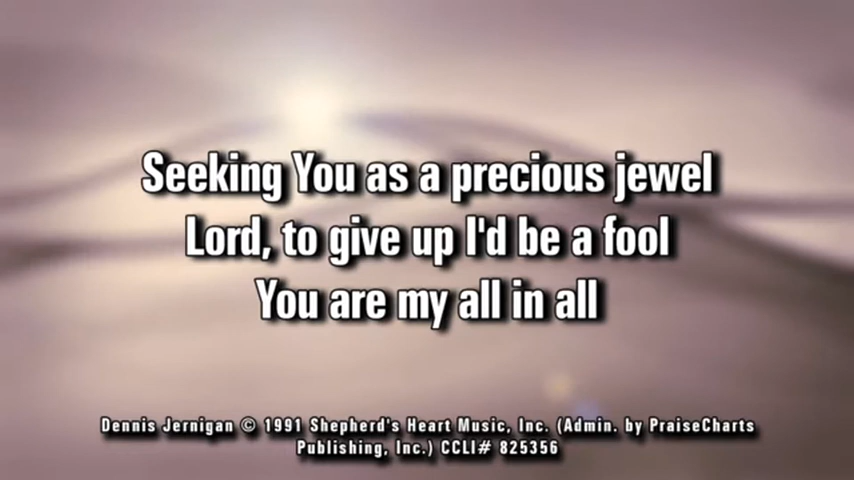 Seeking You as a precious jewel
Lord, to give up I'd be a fool
You are my all in all
Dennis Jernigan © 1991 Shepherd's Heart Music, Inc. (Admin. by PraiseCharts
Publishing, Inc.) CCLI# 825356